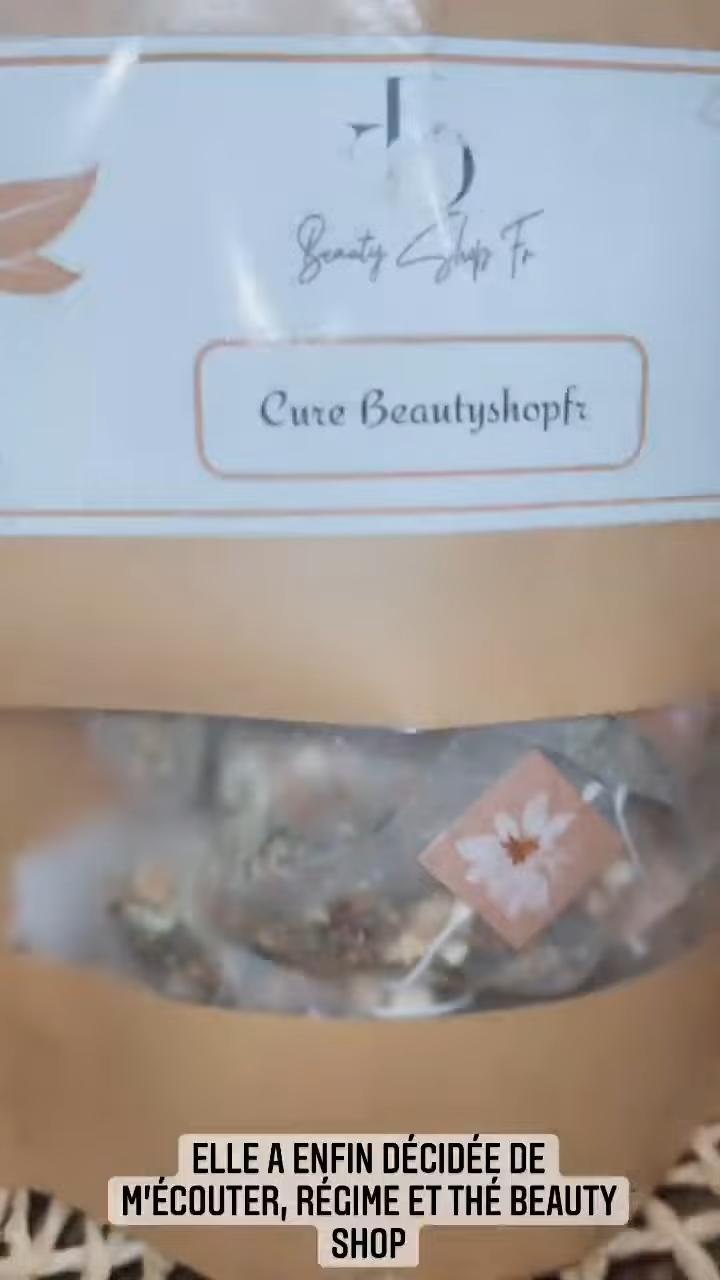 Beauty Shop Fr
Cure Beautyshopfr
ELLE A ENFIN DÉCIDÉE DE
M'ÉCOUTER, RÉGIME ET THÉ BEAUTY
SHOP